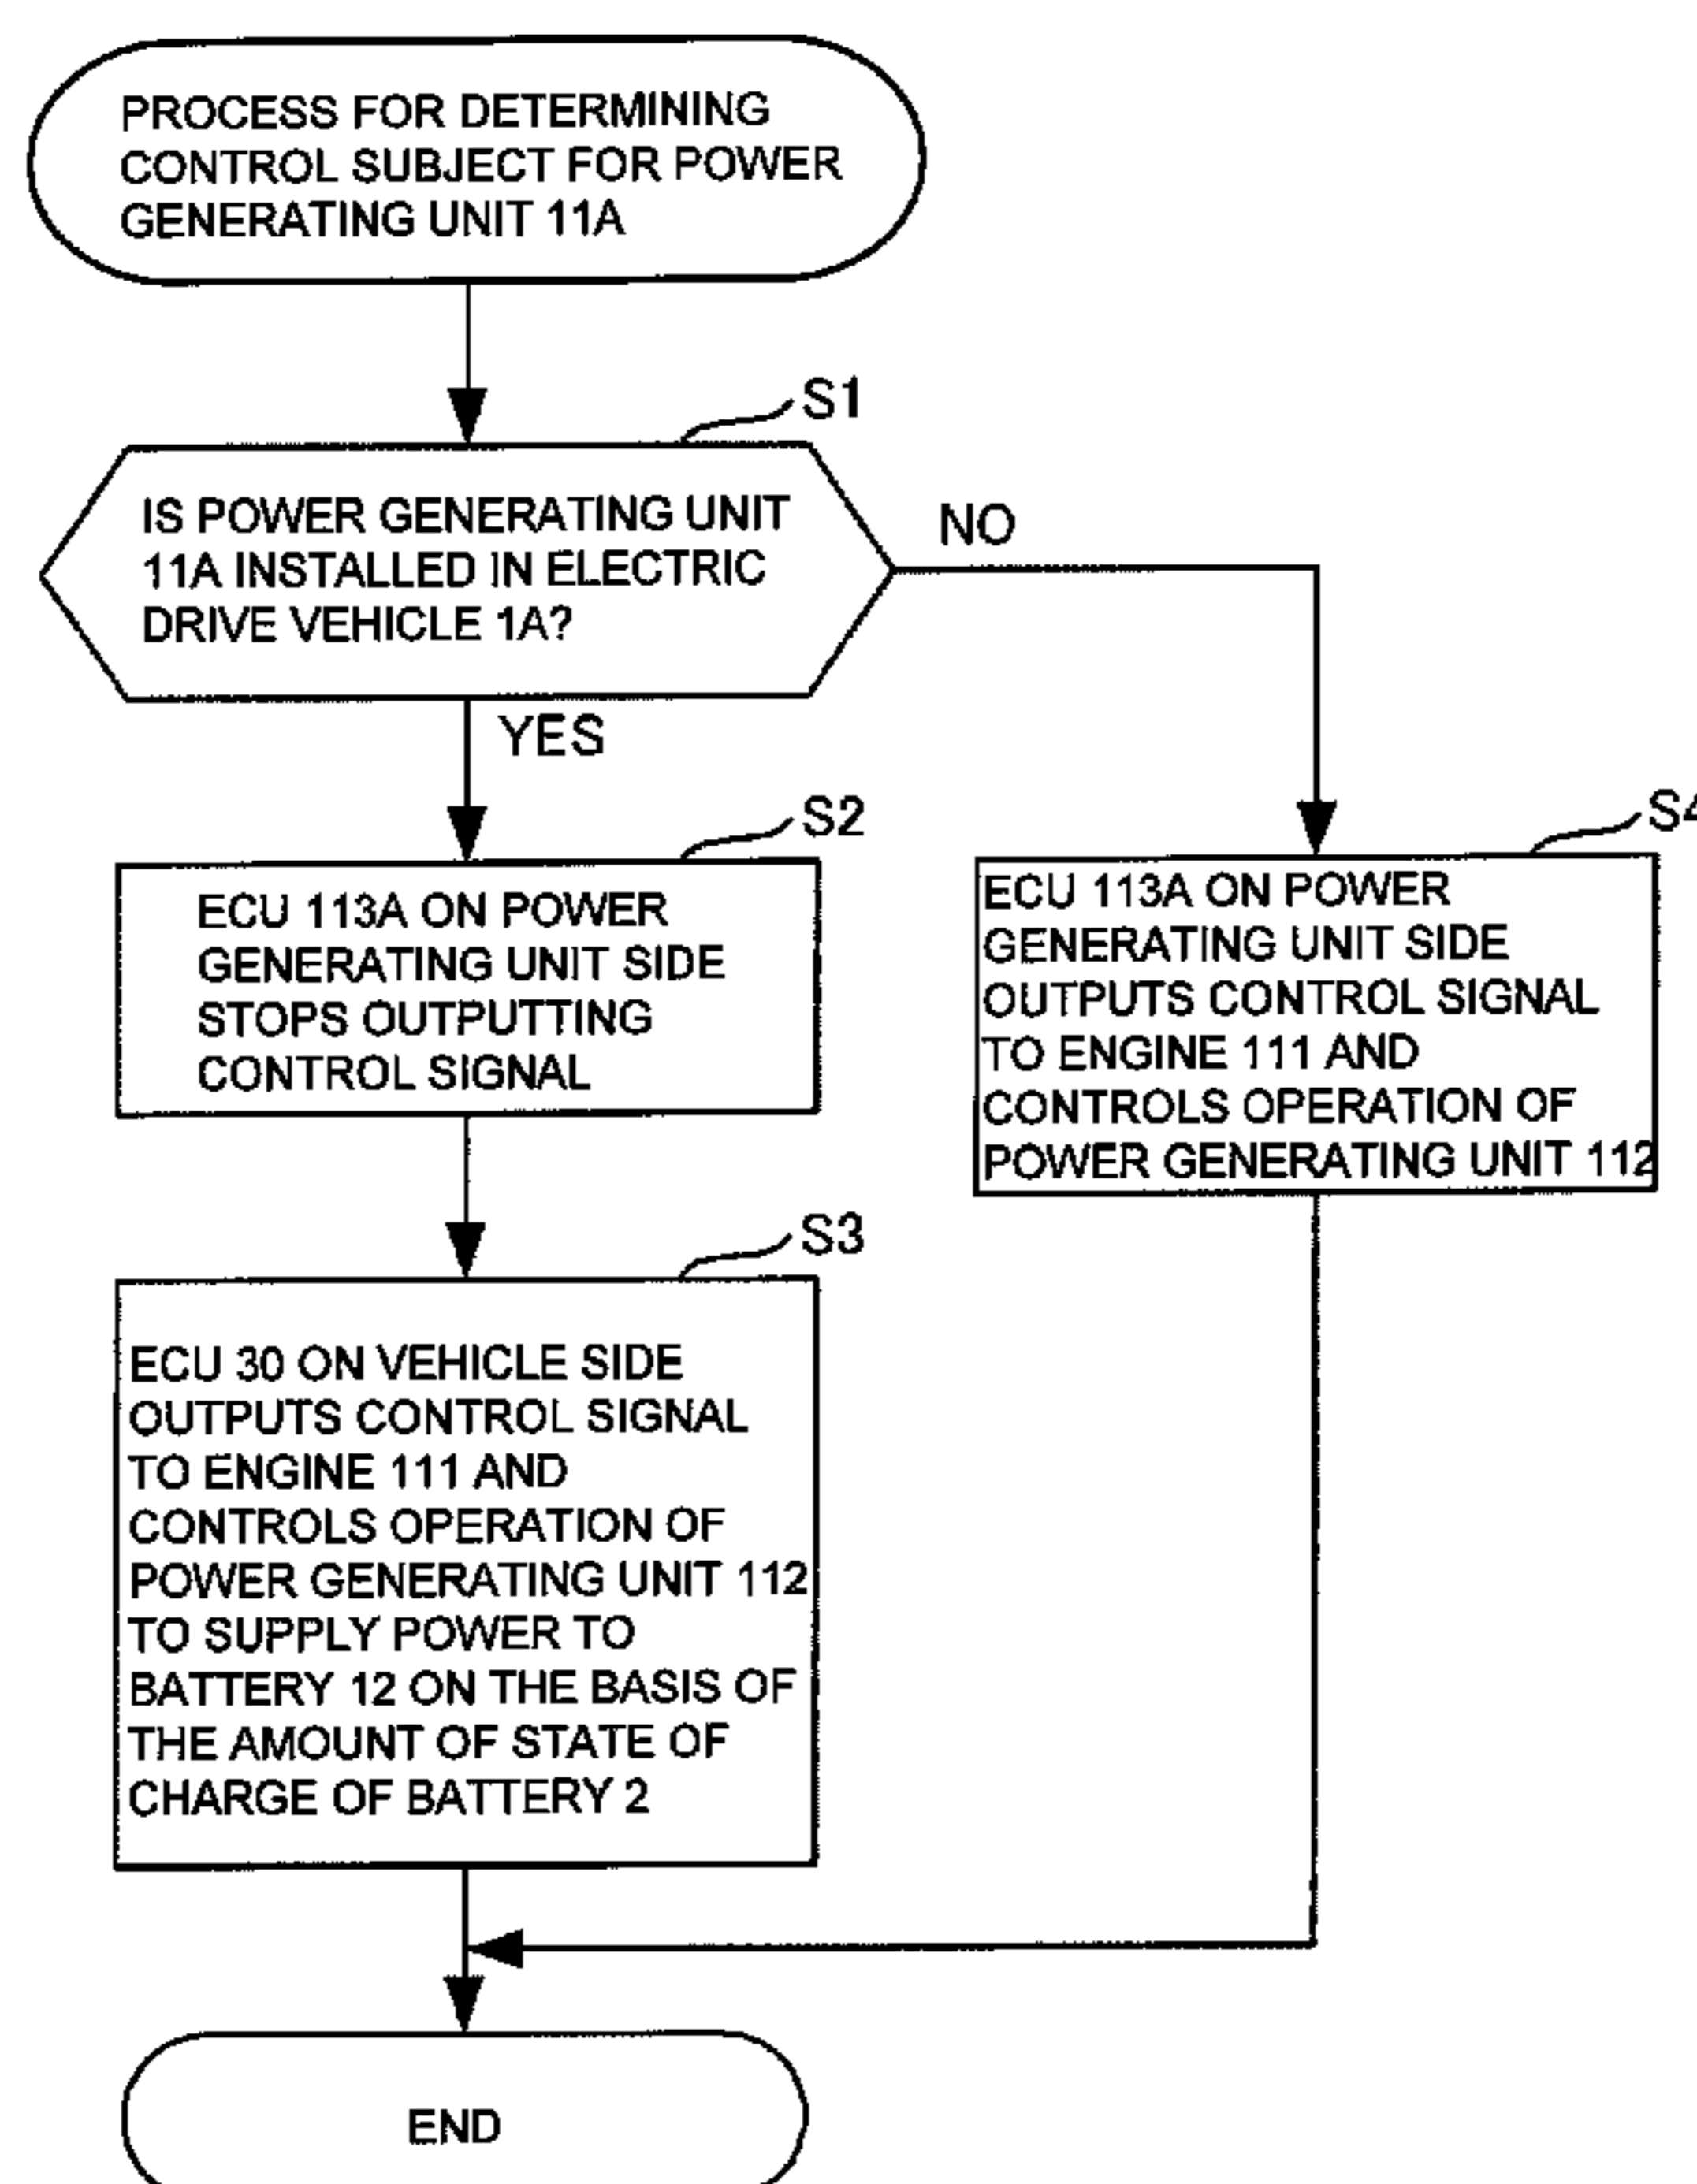 PROCESS FOR DETERMINING
CONTROL SUBJECT FOR POWER
GENERATING UNIT 11A
S1
IS POWER GENERATING UNIT
11A INSTALLED IN ELECTRIC
DRIVE VEHICLE 1A?
NO
YES
S2
ECU 113A ON POWER
GENERATING UNIT SIDE
STOPS OUTPUTTING
CONTROL SIGNAL
S4
ECU 113A ON POWER
GENERATING UNIT SIDE
OUTPUTS CONTROL SIGNAL
TO ENGINE 111 AND
CONTROLS OPERATION OF
POWER GENERATING UNIT 112
S3
ECU 30 ON VEHICLE SIDE
OUTPUTS CONTROL SIGNAL
TO ENGINE 111 AND
CONTROLS OPERATION OF
POWER GENERATING UNIT 112
TO SUPPLY POWER TO
BATTERY 12 ON THE BASIS OF
THE AMOUNT OF STATE OF
CHARGE OF BATTERY 2
END